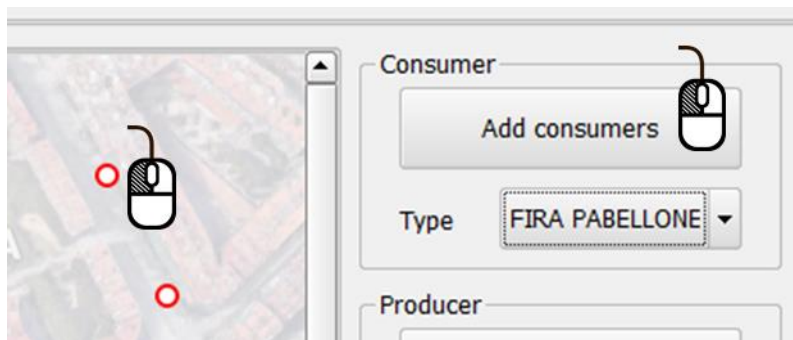 Consumer
Add consumers
Type
FIRA PABELLONE
Producer